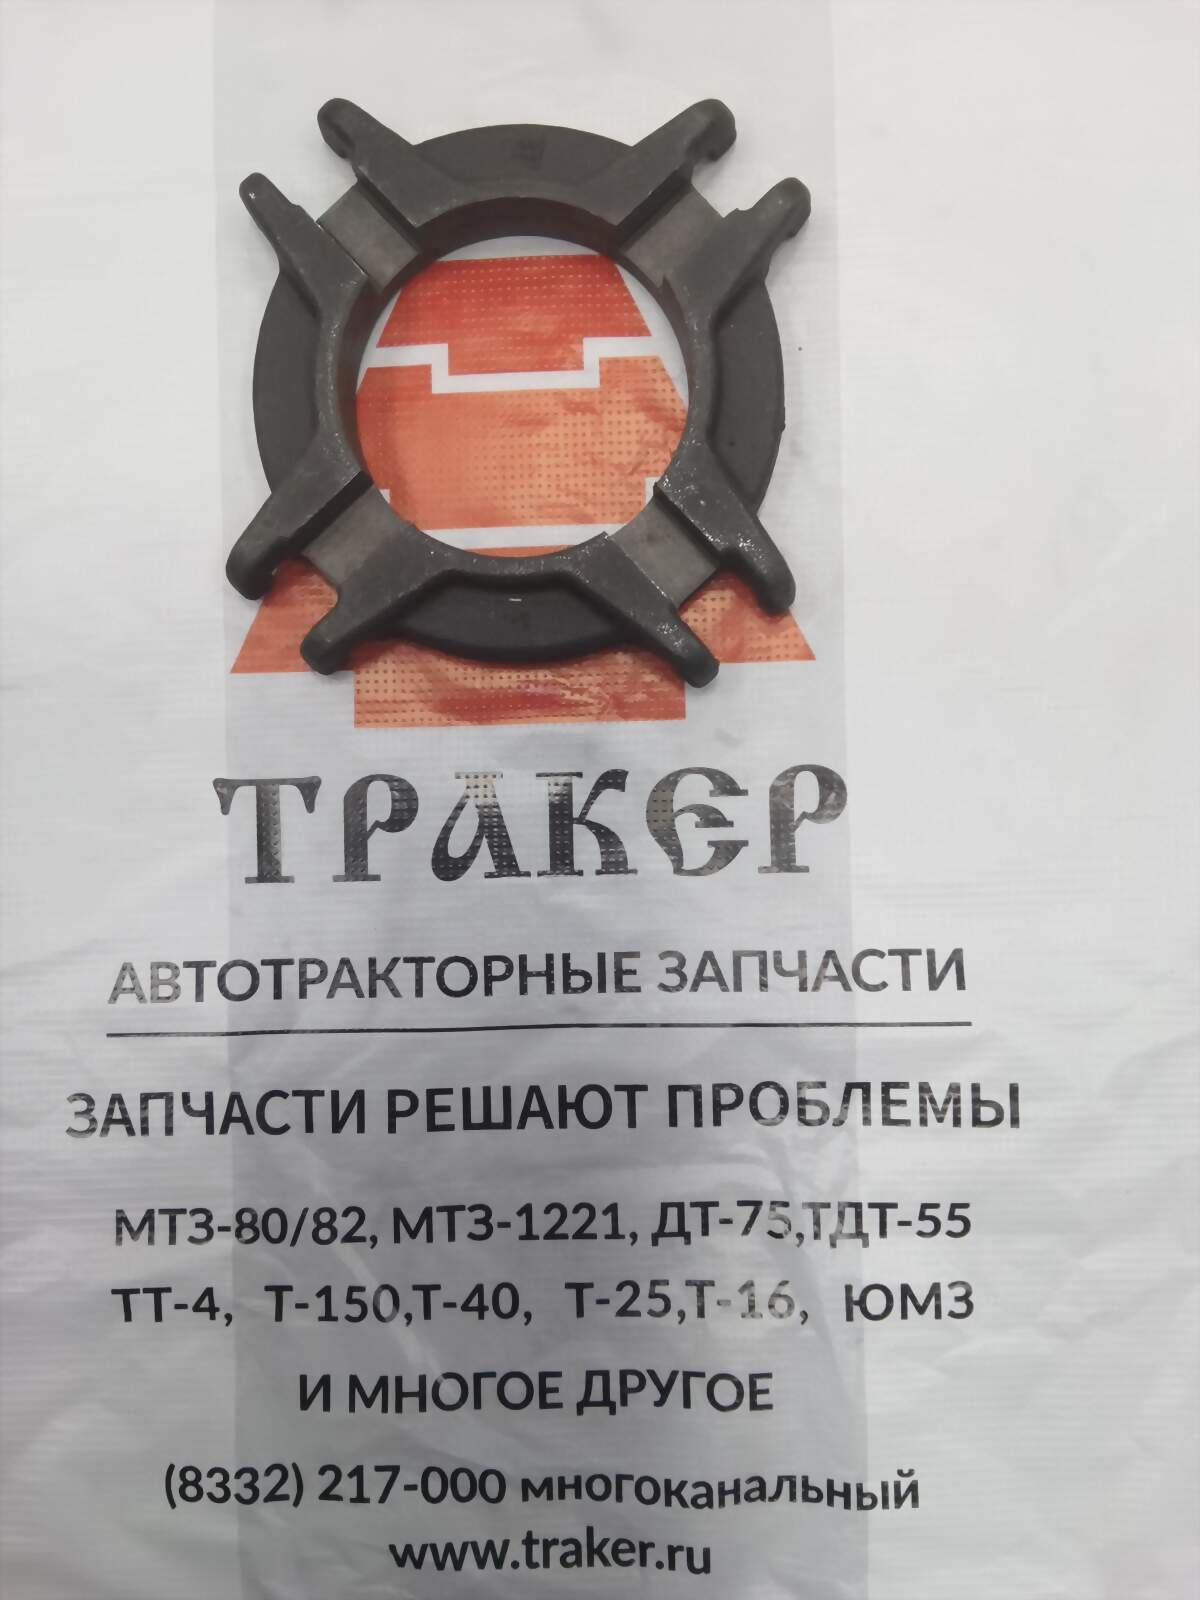 ТРАКЕР
АВТОТРАКТОРНЫЕ ЗАПЧАСТИ
ЗАПЧАСТИ РЕШАЮТ ПРОБЛЕМЫ
МТЗ-80/82, МТЗ-1221, ДТ-75,ТДТ-55
ТТ-4, Т-150,Т-40, Т-25,Т-16, ЮМЗ
И МНОГОЕ ДРУГОЕ
(8332) 217-000 многоканальный
www.traker.ru